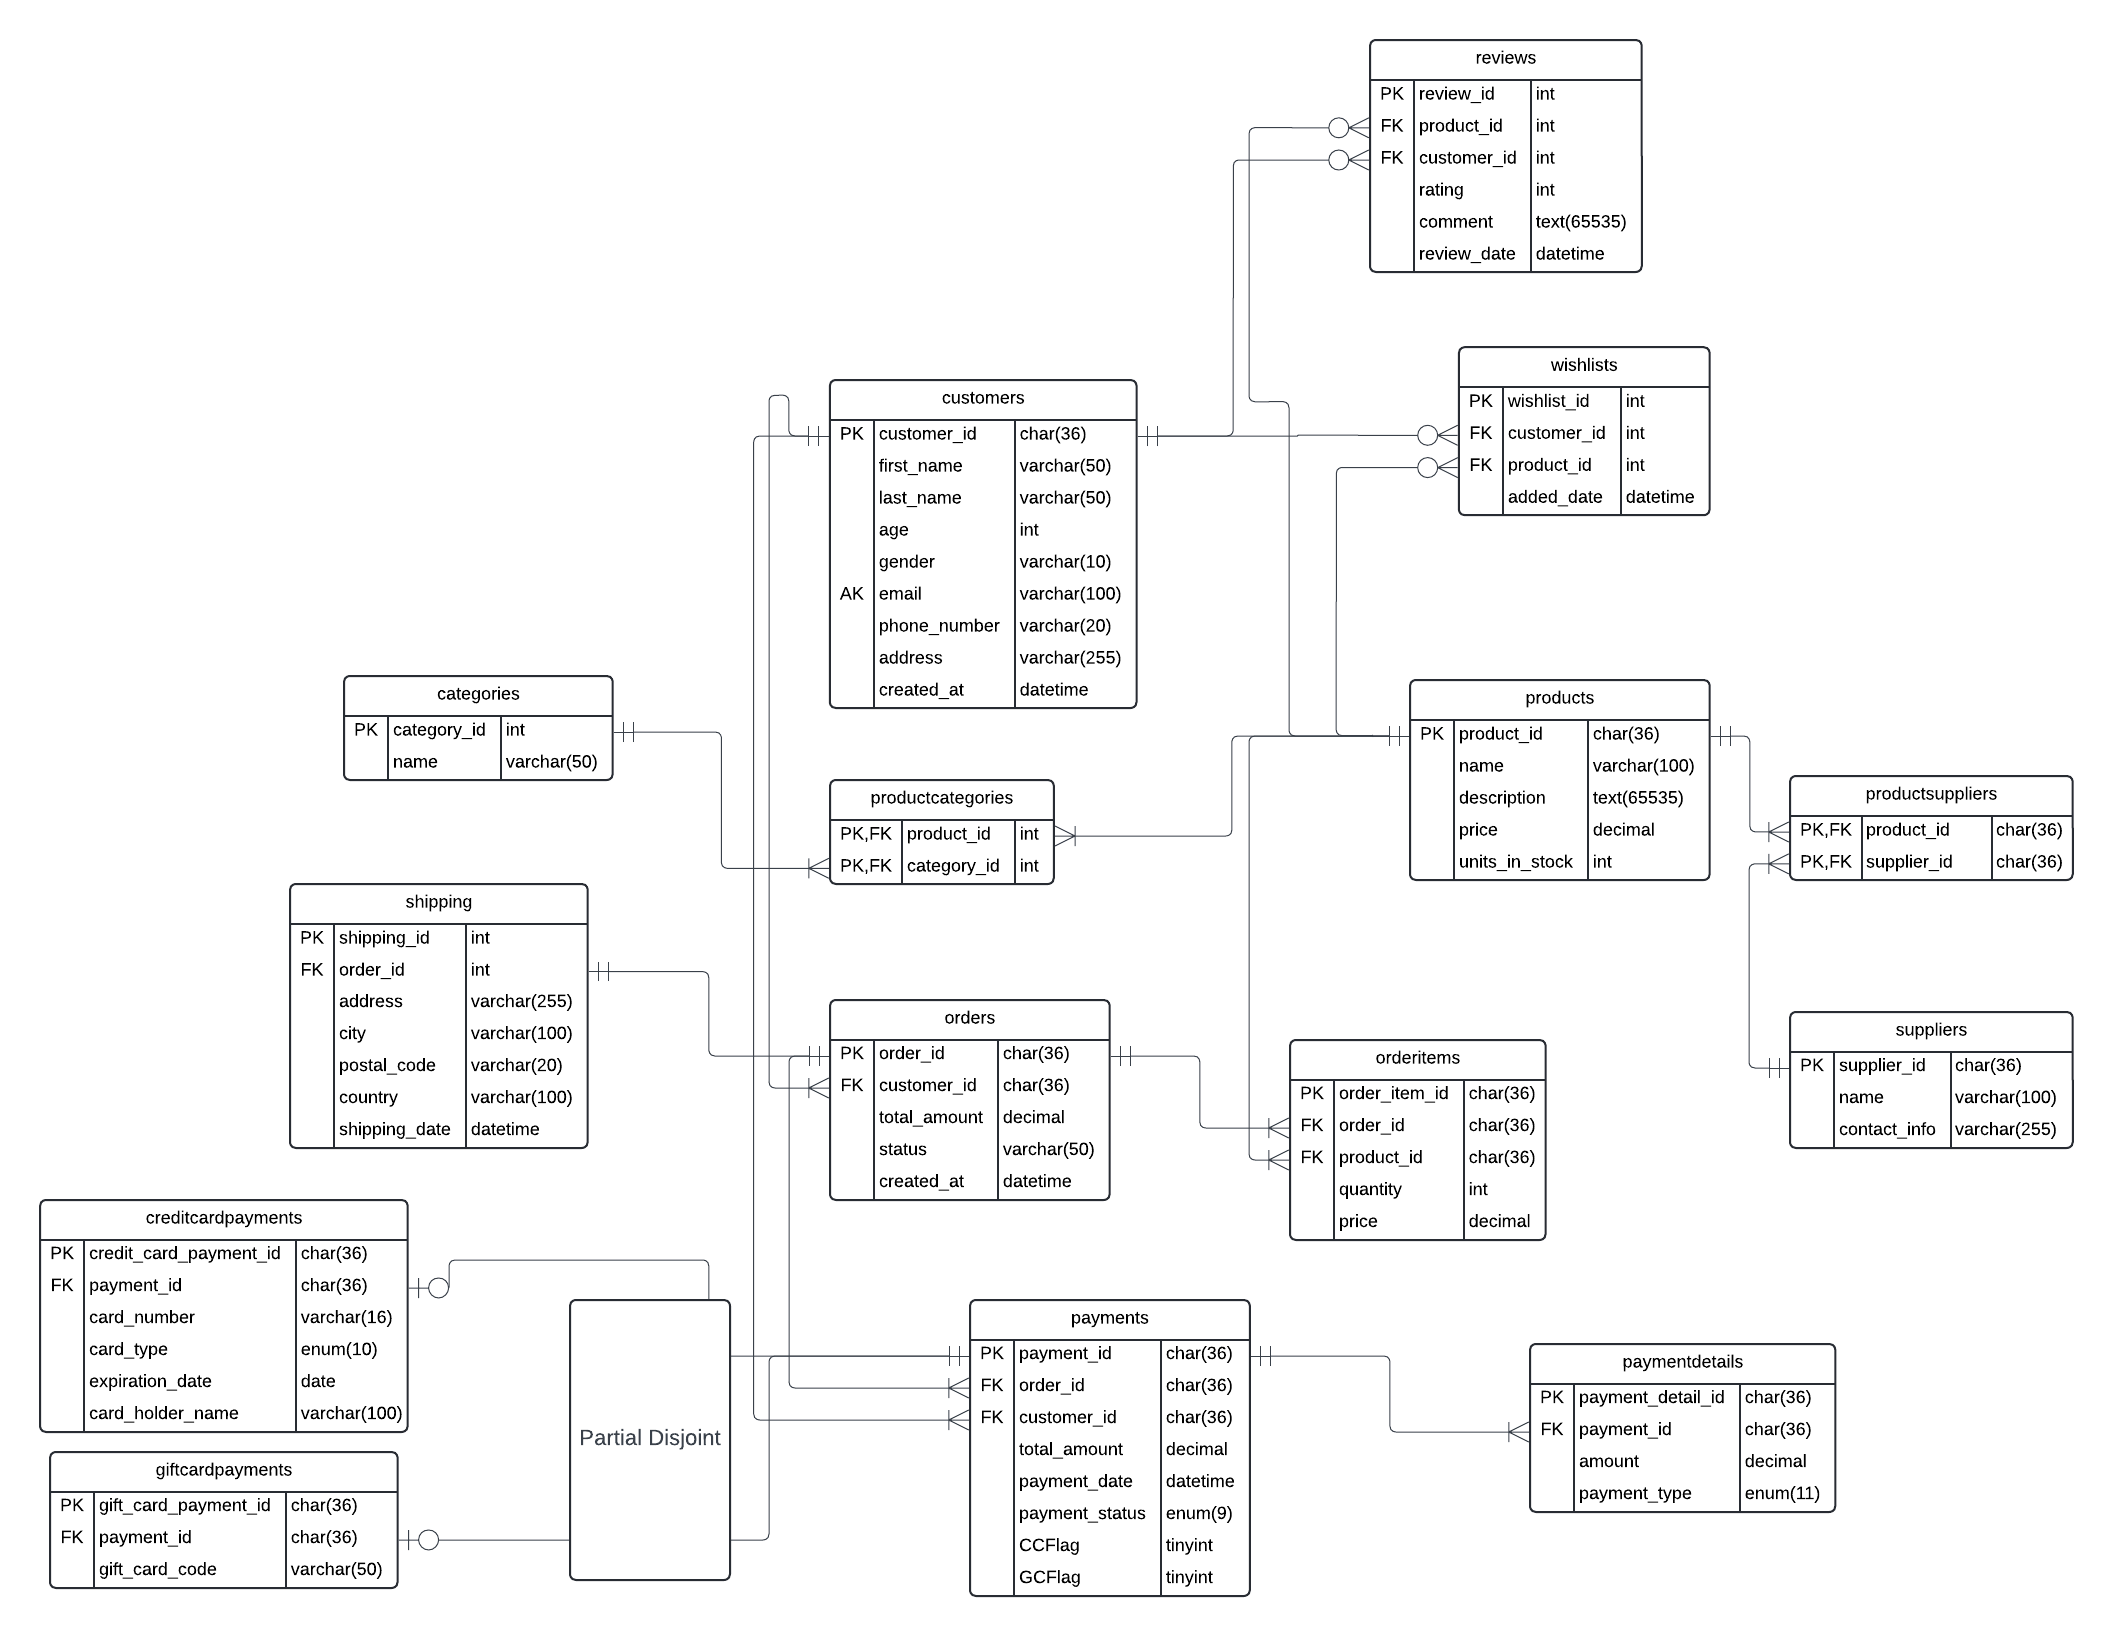 reviews
PK review_id int
FK product_id int
FK customer_id int
rating int
comment text(65535)
review_date datetime
wishlists
PK wishlist_id int
FK customer_id int
FK product_id int
added_date datetime
customers
PK customer_id char(36)
first_name varchar(50)
last_name varchar(50)
age int
gender varchar(10)
AK email varchar(100)
phone_number varchar(20)
address varchar(255)
created_at datetime
categories
PK category_id int
name varchar(50)
products
PK product_id char(36)
name varchar(100)
description text(65535)
price decimal
units_in_stock int
productcategories
PK,FK product_id int
PK,FK category_id int
productsuppliers
PK,FK product_id char(36)
PK,FK supplier_id char(36)
shipping
PK shipping_id int
FK order_id int
address varchar(255)
city varchar(100)
postal_code varchar(20)
country varchar(100)
shipping_date datetime
orders
PK order_id char(36)
FK customer_id char(36)
total_amount decimal
status varchar(50)
created_at datetime
orderitems
PK order_item_id char(36)
FK order_id char(36)
FK product_id char(36)
quantity int
price decimal
suppliers
PK supplier_id char(36)
name varchar(100)
contact_info varchar(255)
creditcardpayments
PK credit_card_payment_id char(36)
FK payment_id char(36)
card_number varchar(16)
card_type enum(10)
expiration_date date
card_holder_name varchar(100)
giftcardpayments
PK gift_card_payment_id char(36)
FK payment_id char(36)
gift_card_code varchar(50)
Partial Disjoint
payments
PK payment_id char(36)
FK order_id char(36)
FK customer_id char(36)
total_amount decimal
payment_date datetime
payment_status enum(9)
CCFlag tinyint
GCFlag tinyint
paymentdetails
PK payment_detail_id char(36)
FK payment_id char(36)
amount decimal
payment_type enum(11)